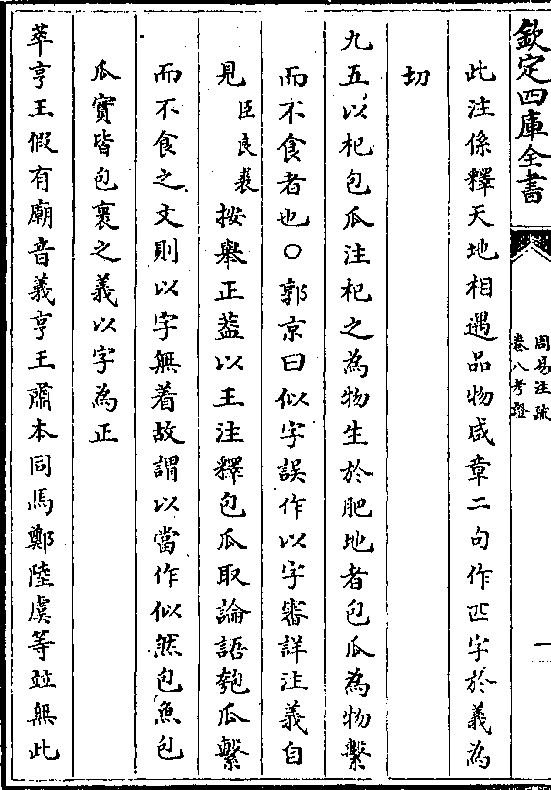 欽定四庫全書
周易注疏
卷八考證
一
此注係釋天地相遇品物咸章二句作匹字於義為
切
九五以杞包瓜注杞之為物生於肥地者包瓜為物繫
而不食者也○郭京曰似字誤作以字審詳注義自
見臣良裘按舉正葢以王注釋包瓜取論語匏瓜繫
而不食之文則以字無着故謂以當作似然包魚包
瓜實皆包裹之義以字為正
萃亨王假有廟音義亨王肅本同馬鄭陸虞等並無此